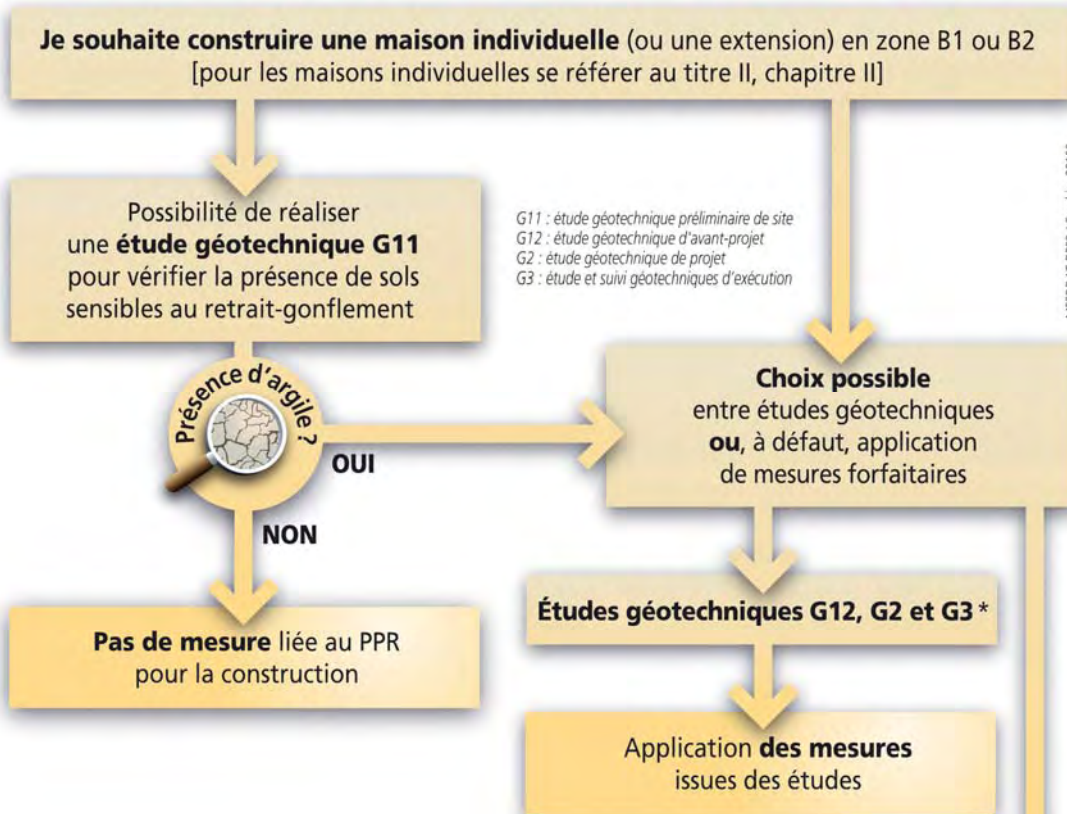 Je souhaite construire une maison individuelle (ou une extension) en zone B1 ou B2
[pour les maisons individuelles se référer au titre II, chapitre II]
Possibilité de réaliser
une étude géotechnique G11
pour vérifier la présence de sols
sensibles au retrait-gonflement
G11 : étude géotechnique préliminaire de site
G12 : étude géotechnique d'avant-projet
G2 : étude géotechnique de projet
G3 : étude et suivi géotechniques d'exécution
Présence d'argile ?
OUI
NON
Choix possible
entre études géotechniques
ou, à défaut, application
de mesures forfaitaires
Pas de mesure liée au PPR
pour la construction
Études géotechniques G12, G2 et G3 *
Application des mesures
issues des études